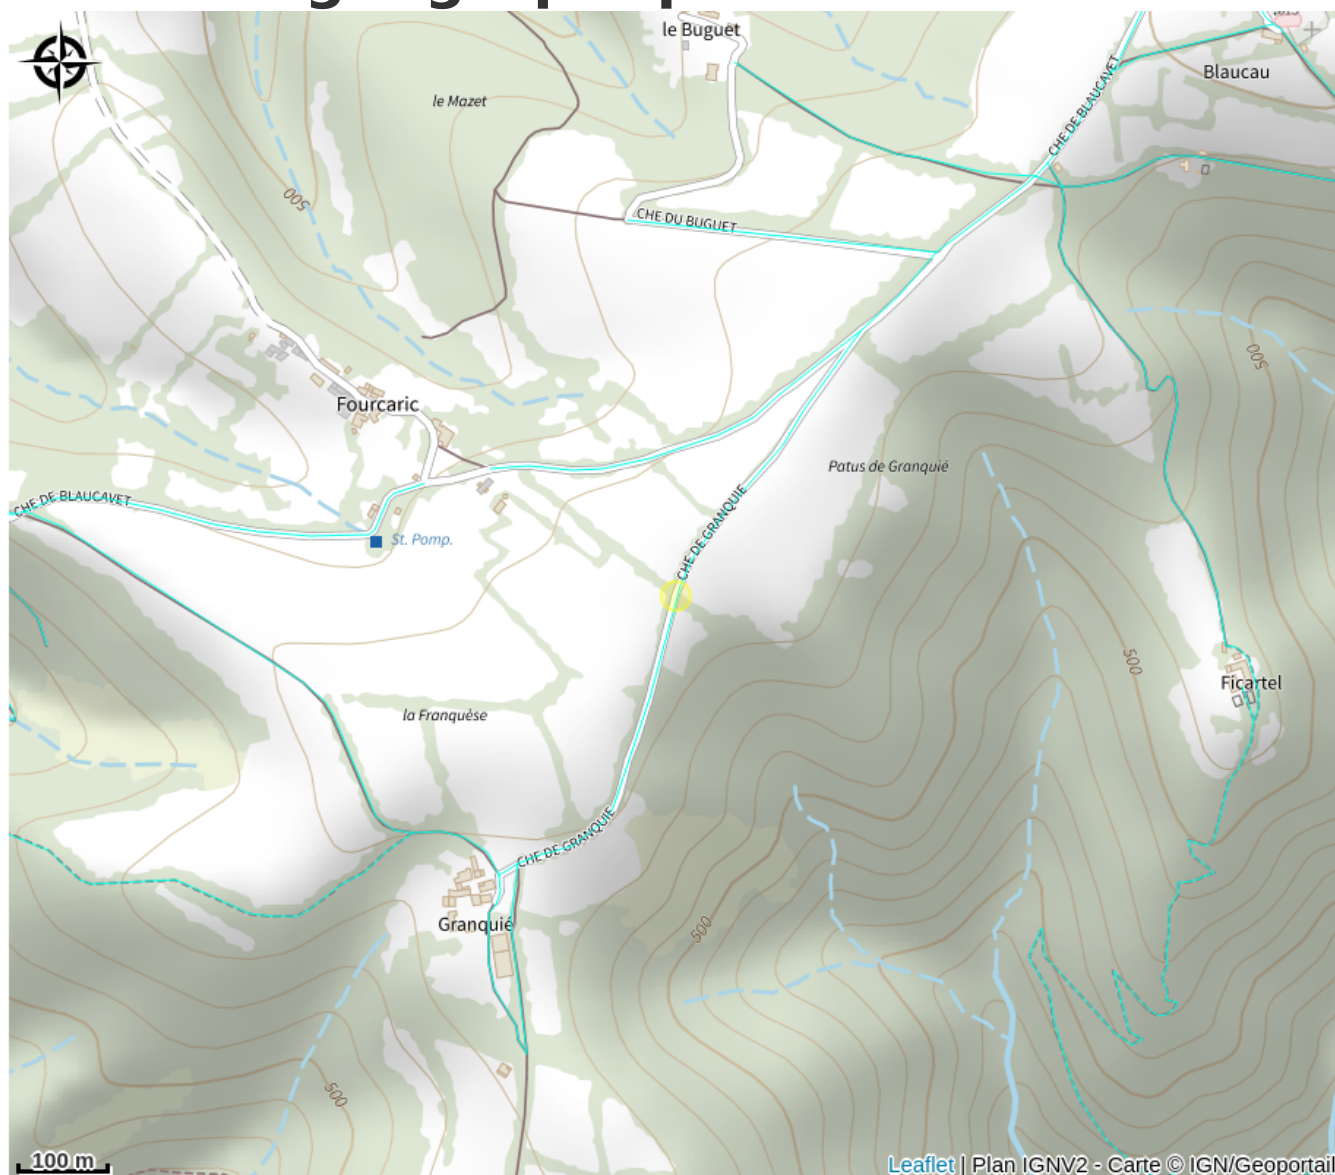 le Buguet
Blaucau
le Mazet
CHE DE BLAUCAVET
500
CHE DU BUGUET
500
Fourcaric
Patus de Granquié
CHE DE BLAUCAVET
CHE DE GRANQUIE
St. Pomp.
500
Ficartel
la Franquèse
CHE DE GRANQUIE
Granquié
500
500
100 m
Leaflet | Plan IGNV2 - Carte © IGN/Geoportail